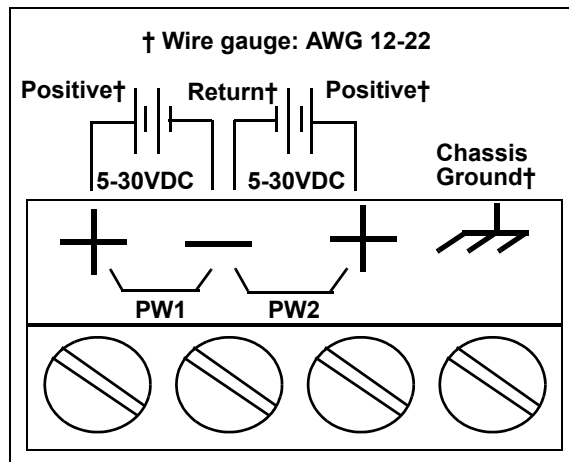 † Wire gauge: AWG 12-22
Positive† Return† Positive†
5-30VDC 5-30VDC
Chassis
Ground†
PW1 PW2